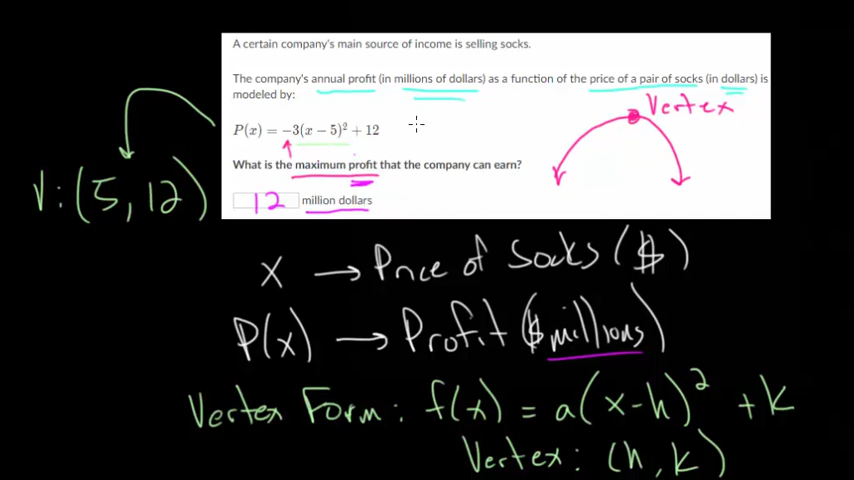 A certain company's main source of income is selling socks.
The company's annual profit (in millions of dollars) as a function of the price of a pair of socks (in dollars) is
modeled by:
Vertex
P(x) = −3(x − 5)² + 12
What is the maximum profit that the company can earn?
V: (5, 12)
12 million dollars
x → Price of Socks ($)
P(x) → Profit ($ millions)
Vertex Form: f(x) = a(x-h)² + k
Vertex: (h, k)